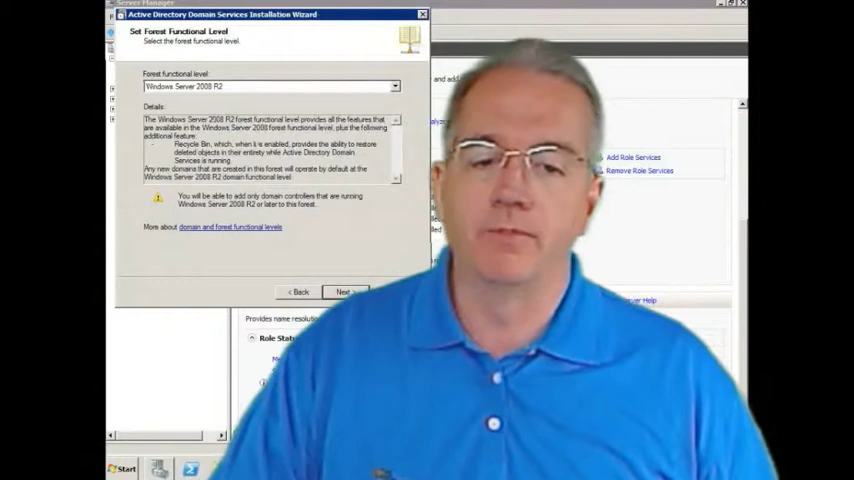 Server Manager
Active Directory Domain Services Installation Wizard
Set Forest Functional Level
Select the forest functional level.
Forest functional level:
Windows Server 2008 R2
Details:
The Windows Server 2008 R2 forest functional level provides all the features that
are available in the Windows Server 2008 forest functional level, plus the following
additional feature:
- Recycle Bin, which, when it is enabled, provides the ability to restore
deleted objects in their entirety while Active Directory Domain
Services is running.
Any new domains that are created in this forest will operate by default at the
Windows Server 2008 R2 domain functional level.
You will be able to add only domain controllers that are running
Windows Server 2008 R2 or later to this forest.
More about domain and forest functional levels
< Back
Next >
Add Role Services
Remove Role Services
Help
Provides name
Role
Start